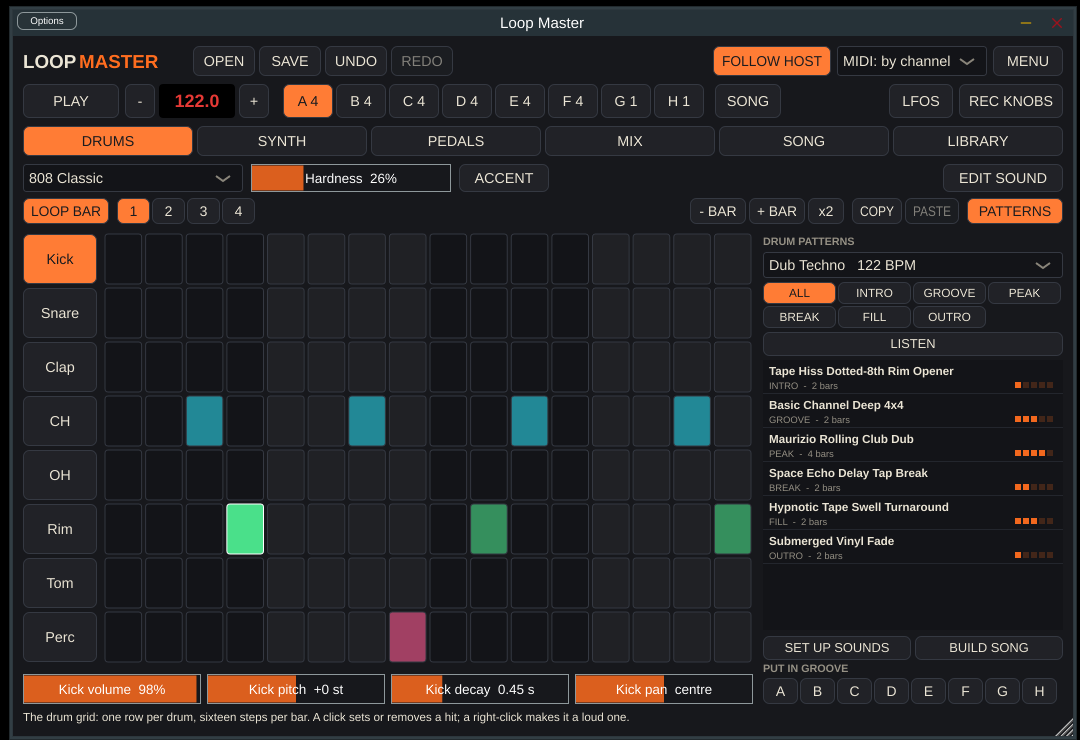 Options
Loop Master
LOOPMASTER OPEN SAVE UNDO REDO FOLLOW HOST MIDI: by channel MENU
PLAY - 122.0 + A 4 B 4 C 4 D 4 E 4 F 4 G 1 H 1 SONG LFOS REC KNOBS
DRUMS SYNTH PEDALS MIX SONG LIBRARY
808 Classic Hardness 26% ACCENT EDIT SOUND
LOOP BAR 1 2 3 4 - BAR + BAR x2 COPY PASTE PATTERNS
Kick
Snare
Clap
CH
OH
Rim
Tom
Perc
DRUM PATTERNS
Dub Techno 122 BPM
ALL INTRO GROOVE PEAK
BREAK FILL OUTRO
LISTEN
Tape Hiss Dotted-8th Rim Opener
INTRO - 2 bars
Basic Channel Deep 4x4
GROOVE - 2 bars
Maurizio Rolling Club Dub
PEAK - 4 bars
Space Echo Delay Tap Break
BREAK - 2 bars
Hypnotic Tape Swell Turnaround
FILL - 2 bars
Submerged Vinyl Fade
OUTRO - 2 bars
SET UP SOUNDS BUILD SONG
PUT IN GROOVE
A B C D E F G H
Kick volume 98% Kick pitch +0 st Kick decay 0.45 s Kick pan centre
The drum grid: one row per drum, sixteen steps per bar. A click sets or removes a hit; a right-click makes it a loud one.